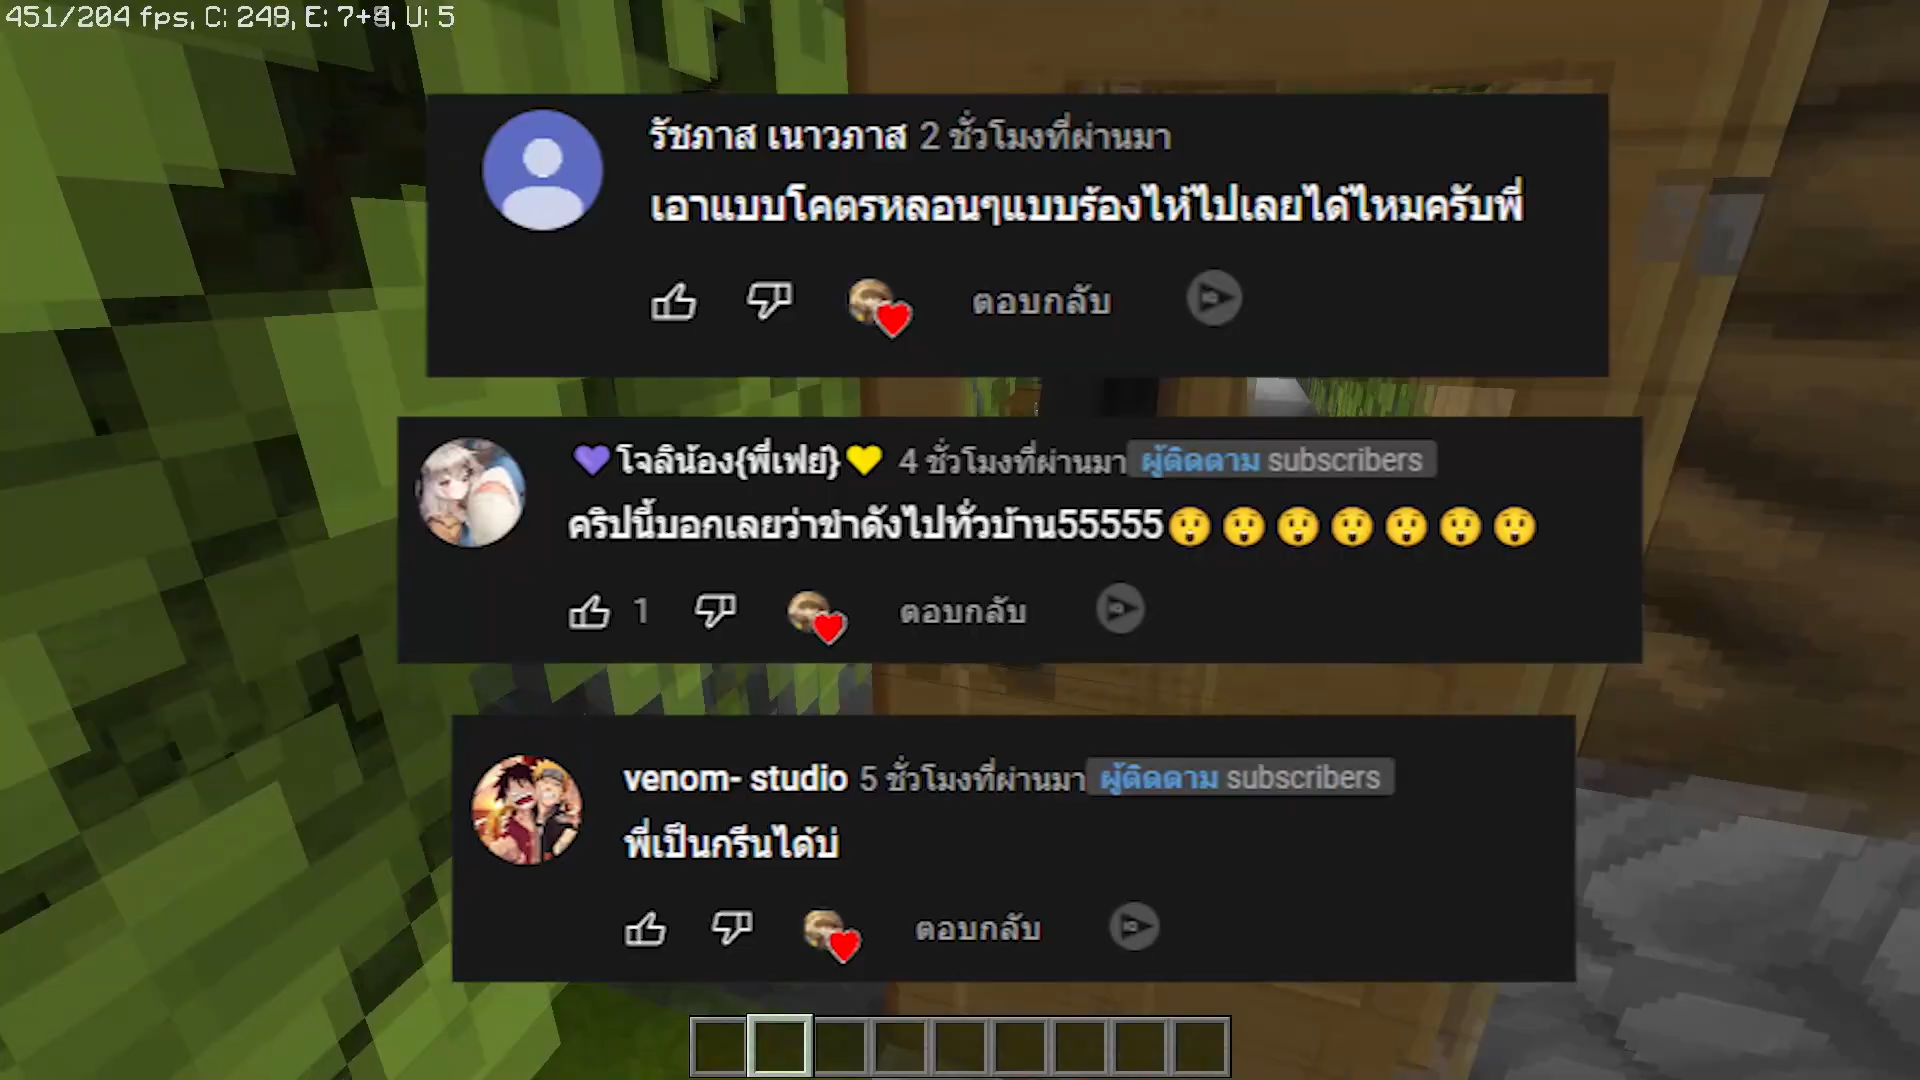 451/204 fps, C: 249, E: 7+8, U: 5
รัชภาส เนาวภาส 2 ชั่วโมงที่ผ่านมา
เอาแบบโคตรหลอนๆแบบร้องไห้ไปเลยได้ไหมครับพี่
ตอบกลับ
💜โจลิน้อง{พี่เฟย์}💛 4 ชั่วโมงที่ผ่านมา ผู้ติดตาม subscribers
คริปนี้บอกเลยว่าขำดังไปทั่วบ้าน55555😲😲😲😲😲😲😲
1 ตอบกลับ
venom- studio 5 ชั่วโมงที่ผ่านมา ผู้ติดตาม subscribers
พี่เป็นกรีนได้บ่
ตอบกลับ